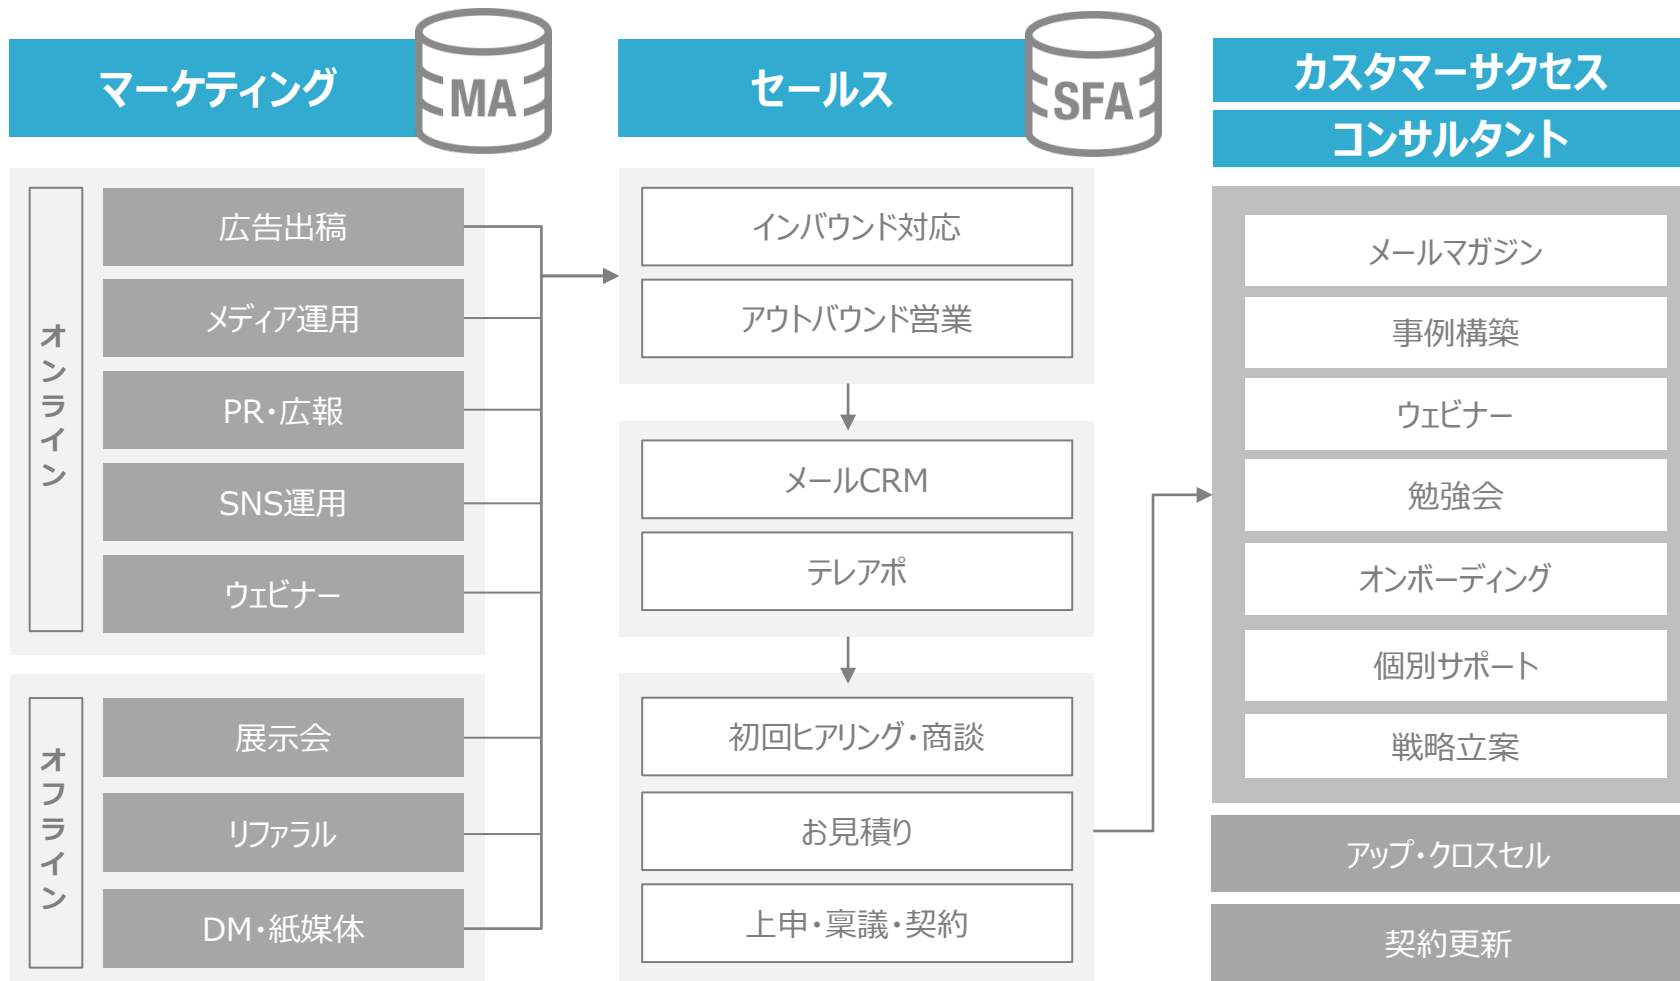 マーケティング
MA
オンライン
広告出稿
メディア運用
PR・広報
SNS運用
ウェビナー
オフライン
展示会
リファラル
DM・紙媒体
セールス
SFA
インバウンド対応
アウトバウンド営業
メールCRM
テレアポ
初回ヒアリング・商談
お見積り
上申・稟議・契約
カスタマーサクセス
コンサルタント
メールマガジン
事例構築
ウェビナー
勉強会
オンボーディング
個別サポート
戦略立案
アップ・クロスセル
契約更新